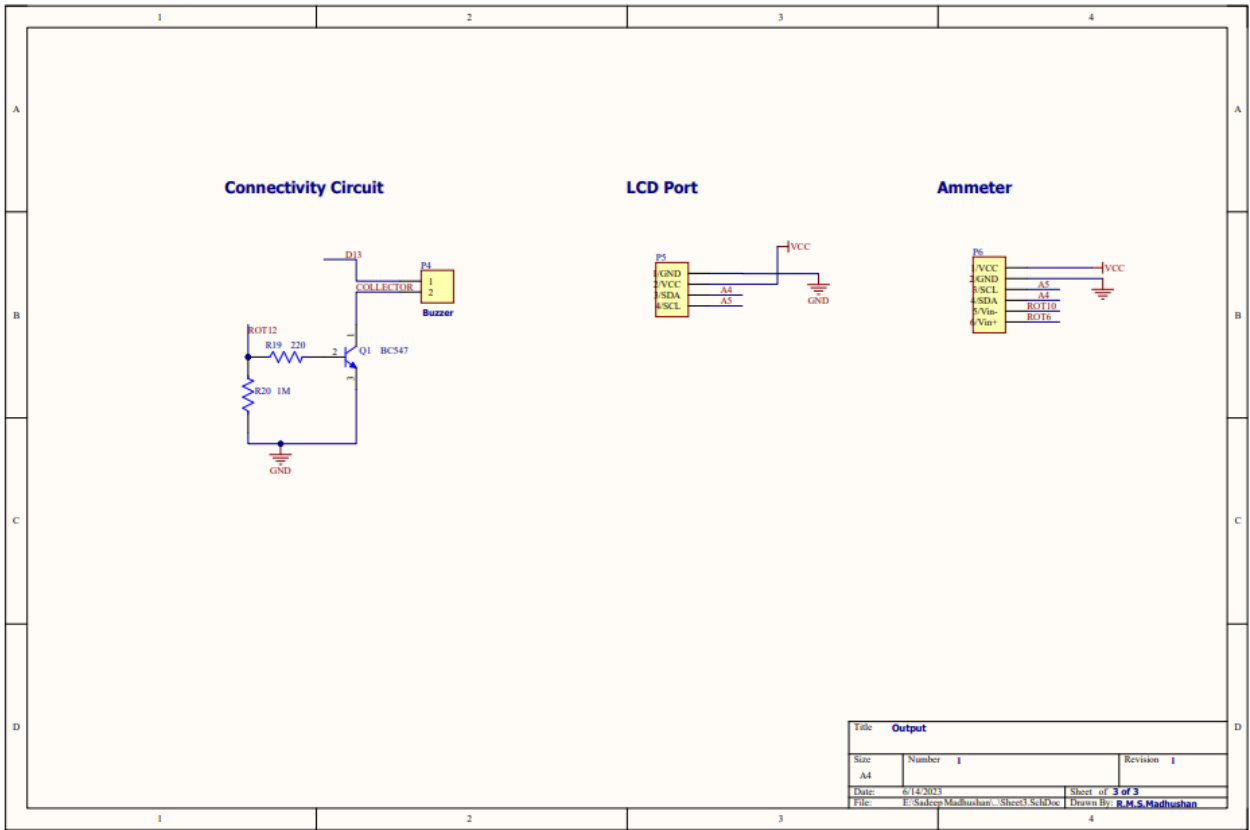 1 2 3 4
A A
Connectivity Circuit LCD Port Ammeter
D13
P4
1
COLLECTOR 2
Buzzer
ROT12
R19 220
1
2 Q1 BC547
3
R20 1M
GND
P5
VCC
1/GND
2/VCC
3/SDA A4
4/SCL A5
GND
P6
1/VCC VCC
2/GND
3/SCL A5
4/SDA A4
5/Vin- ROT10
6/Vin+ ROT6
B B
C C
D D
Title Output
Size Number 1 Revision 1
A4
Date: 6/14/2023 Sheet of 3 of 3
File: E:\Sadeep Madhushan\..\Sheet3.SchDoc Drawn By: R.M.S.Madhushan
1 2 3 4